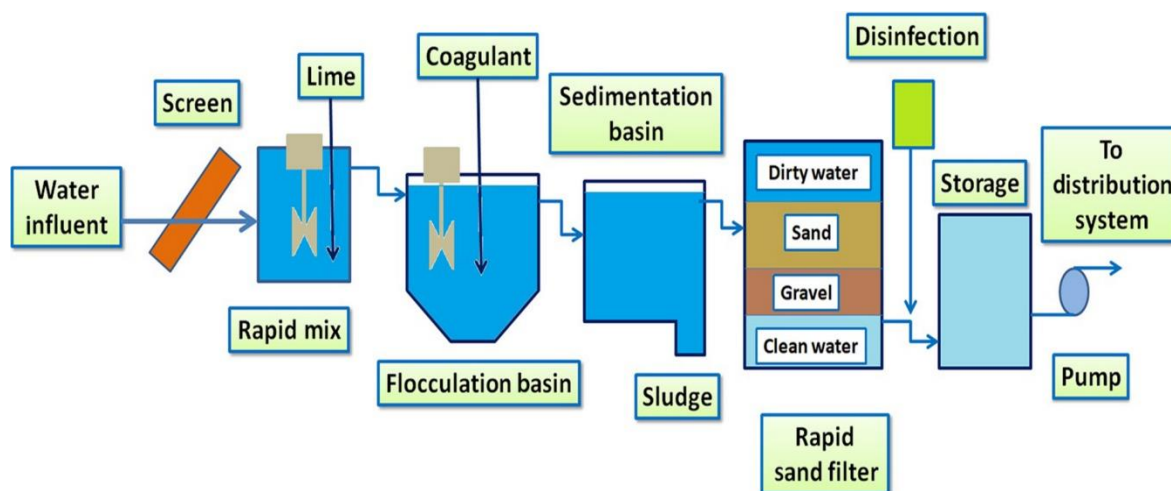 Disinfection
Coagulant
Lime
Sedimentation
basin
Screen
To
distribution
system
Dirty water
Storage
Water
influent
Sand
Gravel
Rapid mix
Clean water
Flocculation basin
Sludge
Pump
Rapid
sand filter